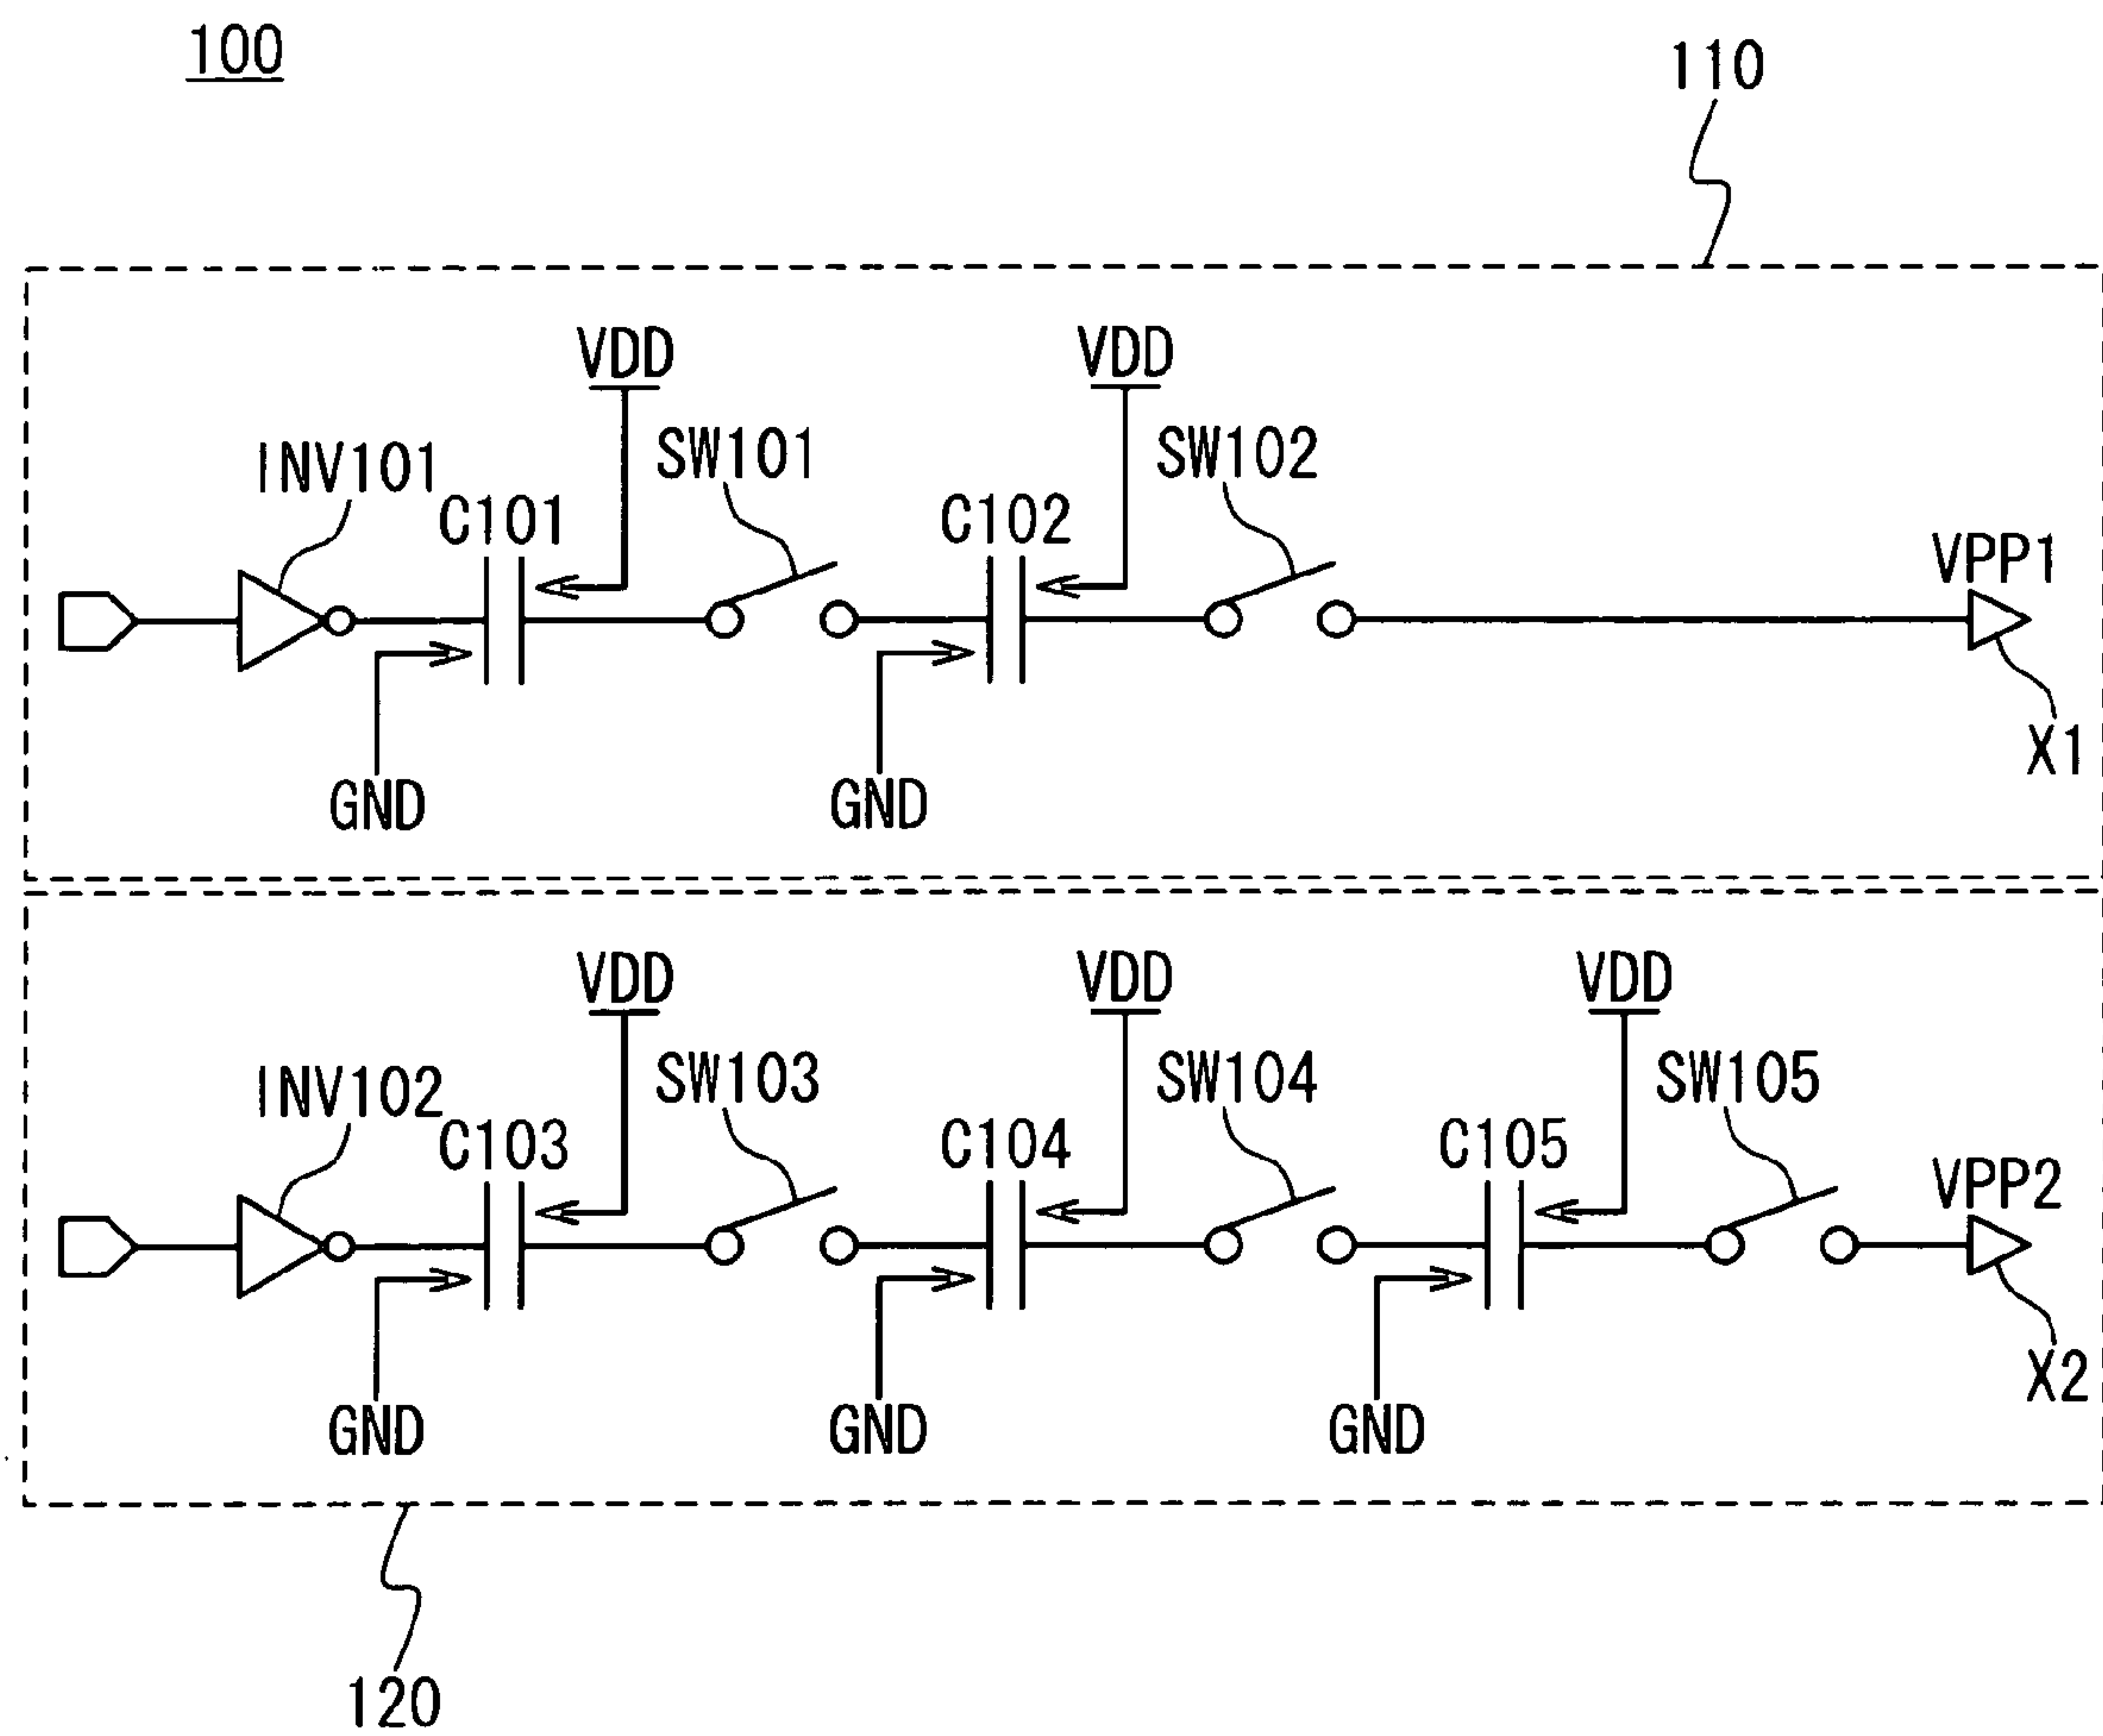 100
110
VDD
VDD
INV101
C101
SW101
C102
SW102
VPP1
X1
GND
GND
VDD
VDD
VDD
INV102
C103
SW103
C104
SW104
C105
SW105
VPP2
X2
GND
GND
GND
120